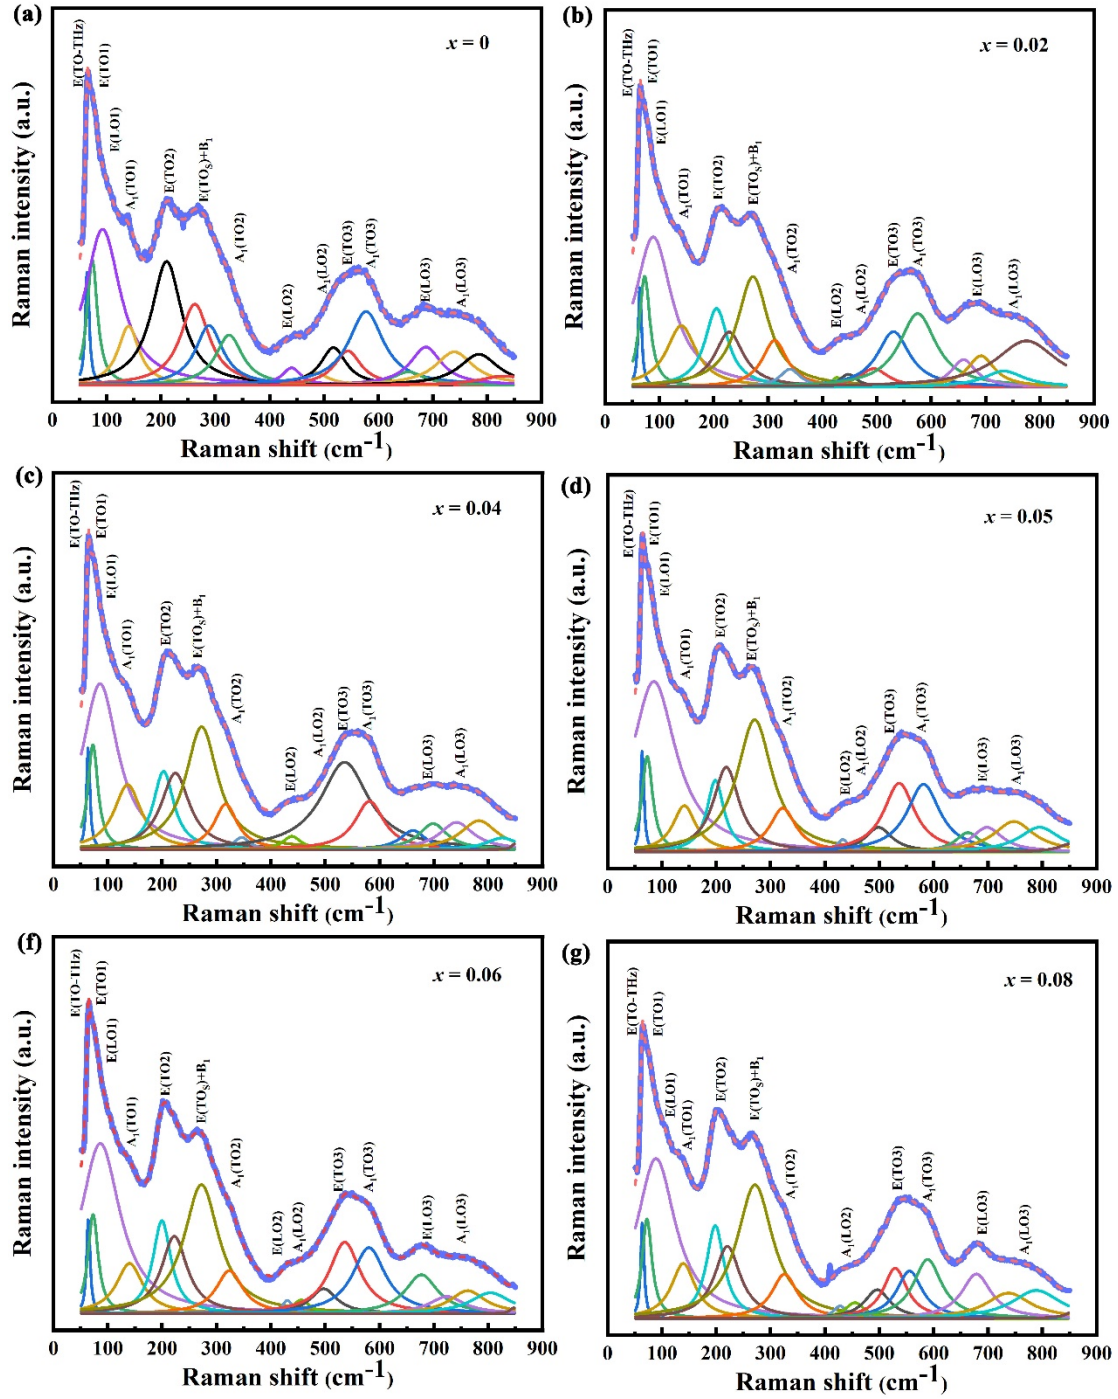 (a)
x = 0
E(TO-THz)
E(TO1)
E(LO1)
A₁(TO1)
E(TO2)
E(TOS)+B₁
A₁(TO2)
E(LO2)
A₁(LO2)
E(TO3)
A₁(TO3)
E(LO3)
A₁(LO3)
Raman intensity (a.u.)
0 100 200 300 400 500 600 700 800 900
Raman shift (cm⁻¹)
(b)
x = 0.02
E(TO-THz)
E(TO1)
E(LO1)
A₁(TO1)
E(TO2)
E(TOS)+B₁
A₁(TO2)
E(LO2)
A₁(LO2)
E(TO3)
A₁(TO3)
E(LO3)
A₁(LO3)
Raman intensity (a.u.)
0 100 200 300 400 500 600 700 800 900
Raman shift (cm⁻¹)
(c)
x = 0.04
E(TO-THz)
E(TO1)
E(LO1)
A₁(TO1)
E(TO2)
E(TOS)+B₁
A₁(TO2)
E(LO2)
A₁(LO2)
E(TO3)
A₁(TO3)
E(LO3)
A₁(LO3)
Raman intensity (a.u.)
0 100 200 300 400 500 600 700 800 900
Raman shift (cm⁻¹)
(d)
x = 0.05
E(TO-THz)
E(TO1)
E(LO1)
A₁(TO1)
E(TO2)
E(TOS)+B₁
A₁(TO2)
E(LO2)
A₁(LO2)
E(TO3)
A₁(TO3)
E(LO3)
A₁(LO3)
Raman intensity (a.u.)
0 100 200 300 400 500 600 700 800 900
Raman shift (cm⁻¹)
(f)
x = 0.06
E(TO-THz)
E(TO1)
E(LO1)
A₁(TO1)
E(TO2)
E(TOS)+B₁
A₁(TO2)
E(LO2)
A₁(LO2)
E(TO3)
A₁(TO3)
E(LO3)
A₁(LO3)
Raman intensity (a.u.)
0 100 200 300 400 500 600 700 800 900
Raman shift (cm⁻¹)
(g)
x = 0.08
E(TO-THz)
E(TO1)
E(LO1)
A₁(TO1)
E(TO2)
E(TOS)+B₁
A₁(TO2)
A₁(LO2)
E(TO3)
A₁(TO3)
E(LO3)
A₁(LO3)
Raman intensity (a.u.)
0 100 200 300 400 500 600 700 800 900
Raman shift (cm⁻¹)